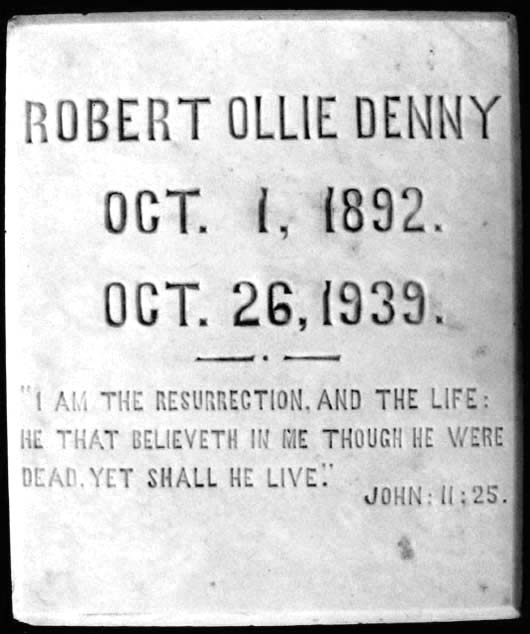 ROBERT OLLIE DENNY
OCT. 1, 1892.
OCT. 26, 1939.
"I AM THE RESURRECTION, AND THE LIFE:
HE THAT BELIEVETH IN ME THOUGH HE WERE
DEAD, YET SHALL HE LIVE."
JOHN: 11: 25.